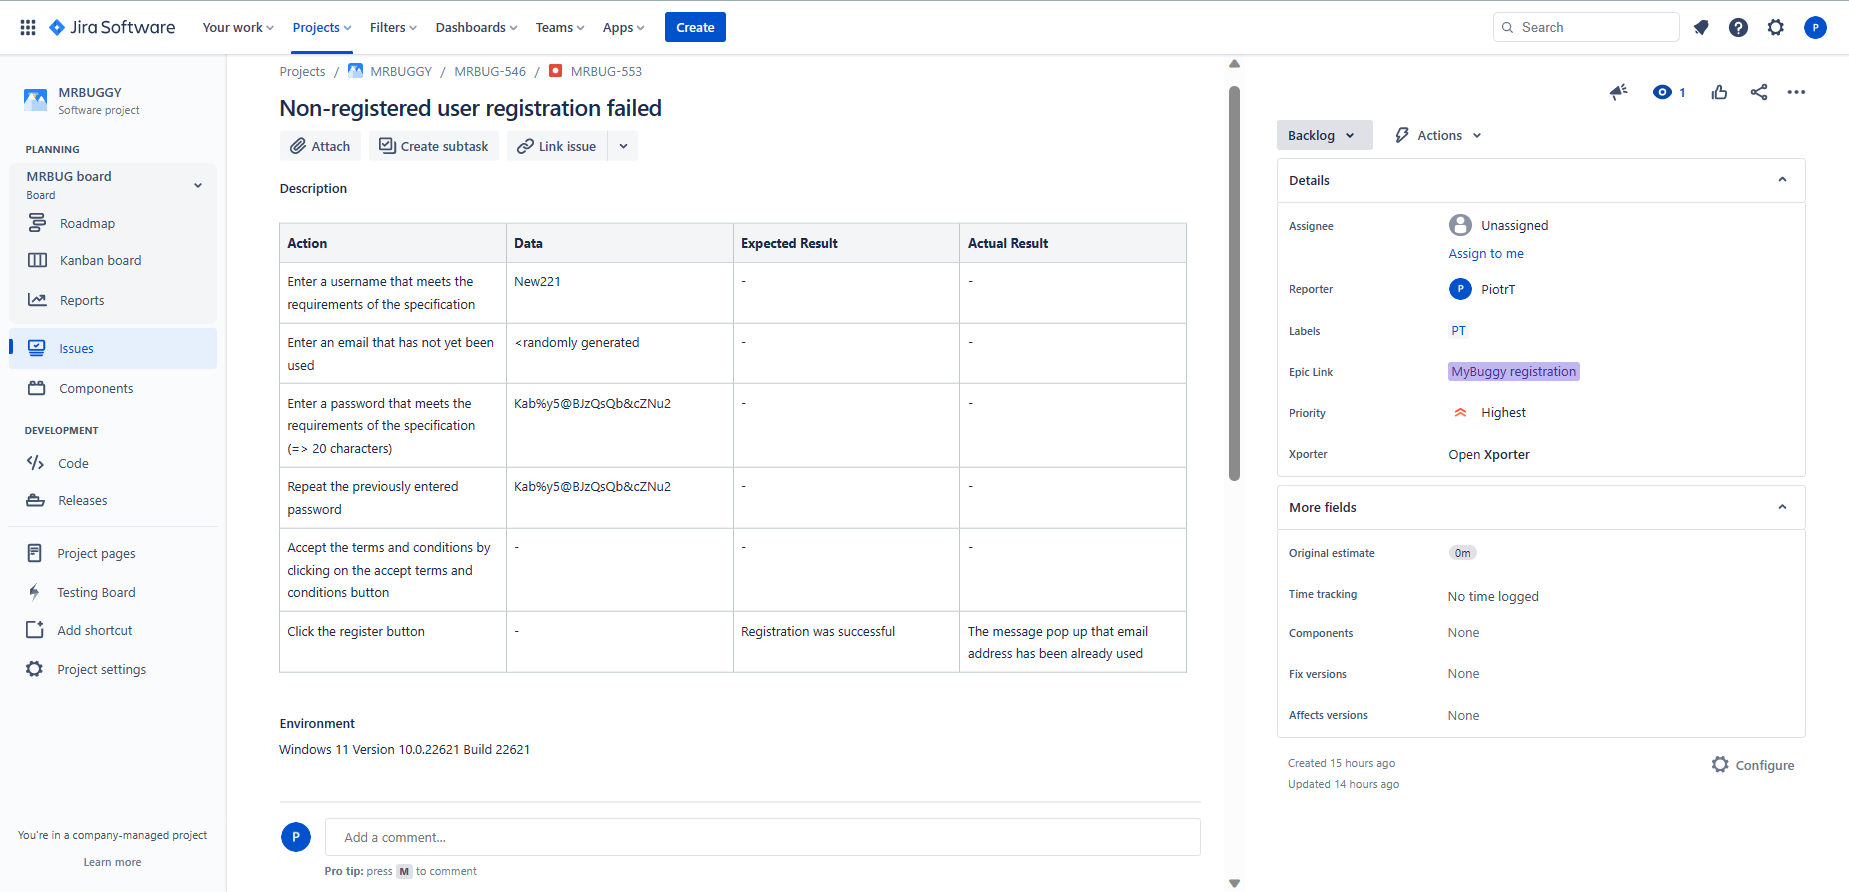 Jira Software
Your work
Projects
Filters
Dashboards
Teams
Apps
Create
Search
P
MRBUGGY
Software project
PLANNING
MRBUG board
Board
Roadmap
Kanban board
Reports
Issues
Components
DEVELOPMENT
Code
Releases
Project pages
Testing Board
Add shortcut
Project settings
You're in a company-managed project
Learn more
Projects / MRBUGGY / MRBUG-546 / MRBUG-553
Non-registered user registration failed
Attach
Create subtask
Link issue
Description
Action Data Expected Result Actual Result
Enter a username that meets the New221 - -
requirements of the specification
Enter an email that has not yet been <randomly generated - -
used
Enter a password that meets the Kab%y5@BJzQsQb&cZNu2 - -
requirements of the specification
(=> 20 characters)
Repeat the previously entered Kab%y5@BJzQsQb&cZNu2 - -
password
Accept the terms and conditions by - - -
clicking on the accept terms and
conditions button
Click the register button - Registration was successful The message pop up that email
address has been already used
Environment
Windows 11 Version 10.0.22621 Build 22621
P
Add a comment...
Pro tip: press M to comment
1
Backlog
Actions
Details
Assignee Unassigned
Assign to me
Reporter P PiotrT
Labels PT
Epic Link MyBuggy registration
Priority Highest
Xporter Open Xporter
More fields
Original estimate 0m
Time tracking No time logged
Components None
Fix versions None
Affects versions None
Created 15 hours ago
Updated 14 hours ago
Configure